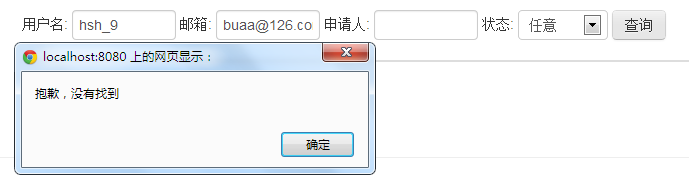 用户名: hsh_9 邮箱: buaa@126.co 申请人: 状态: 任意 查询
localhost:8080 上的网页显示：
抱歉，没有找到
确定